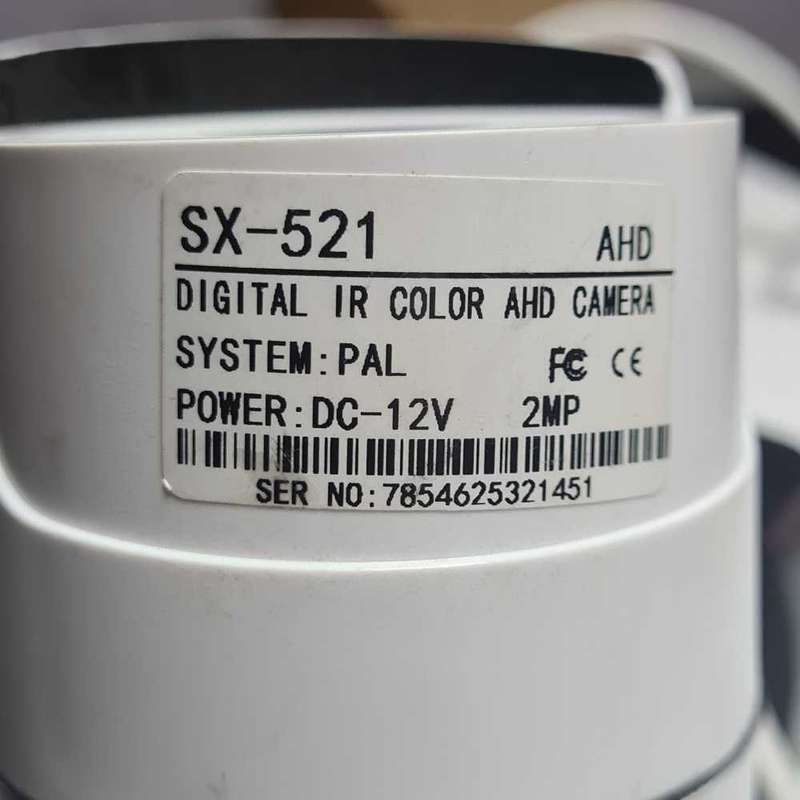 SX-521 AHD
DIGITAL IR COLOR AHD CAMERA
SYSTEM:PAL FC CE
POWER:DC-12V 2MP
SER NO:7854625321451